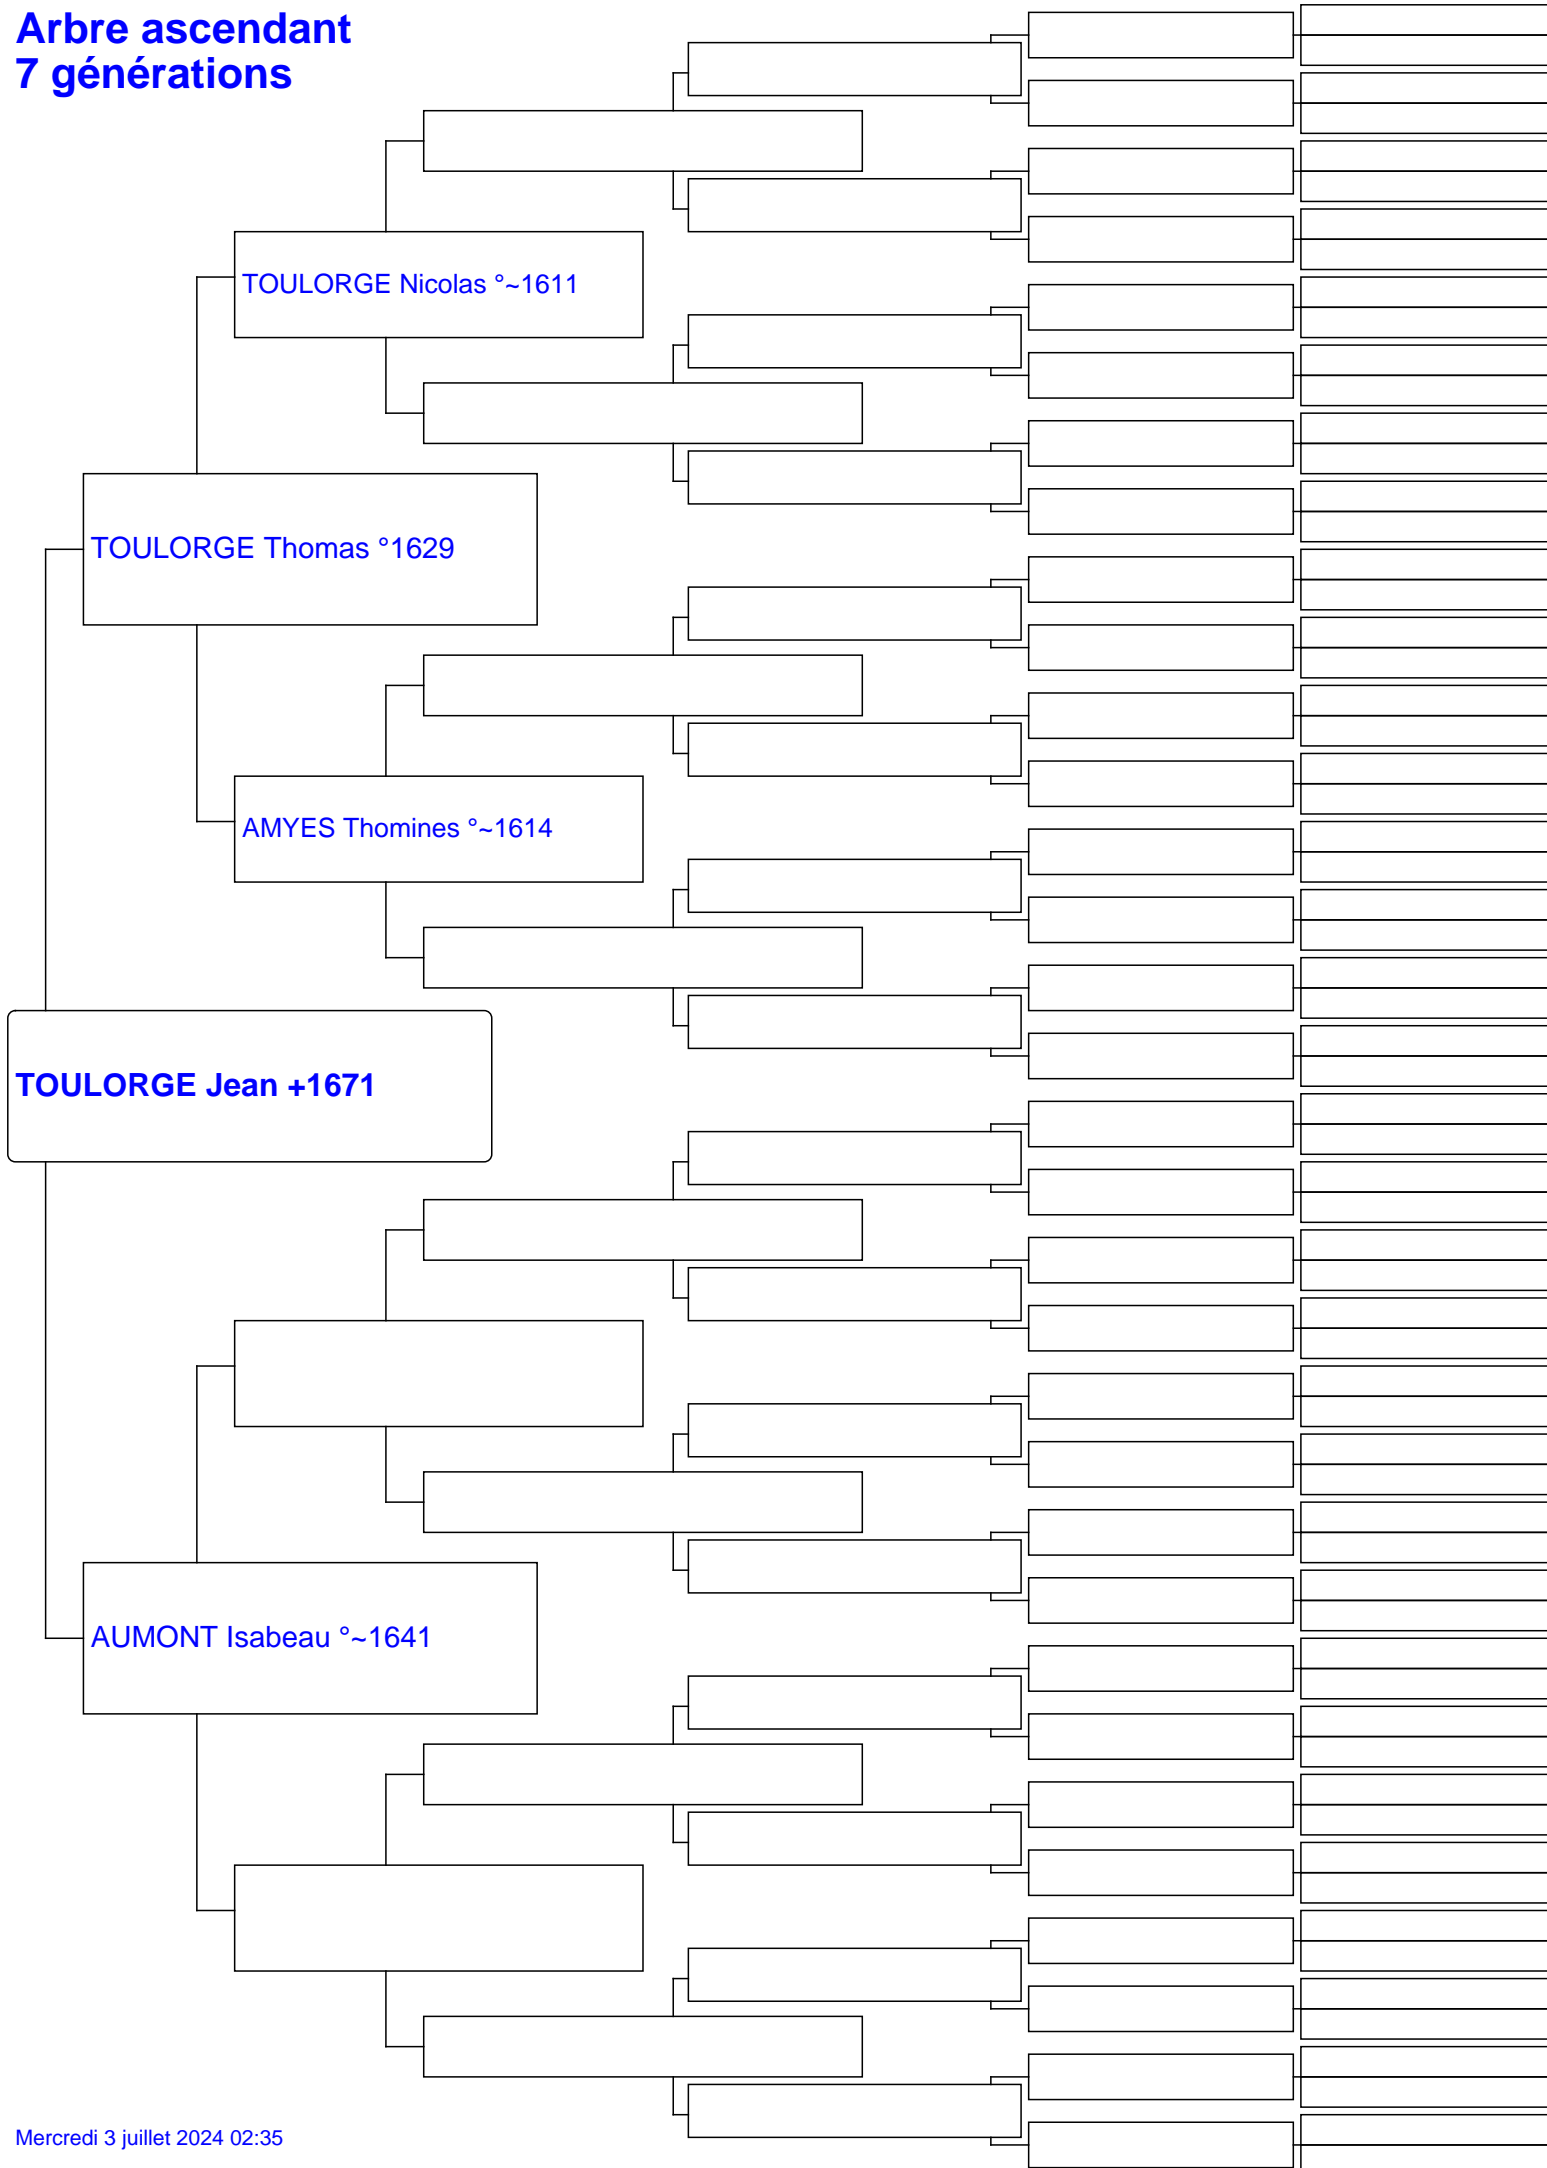 Arbre ascendant
7 générations
TOULORGE Nicolas °~1611
TOULORGE Thomas °1629
AMYES Thomines °~1614
TOULORGE Jean +1671
AUMONT Isabeau °~1641
Mercredi 3 juillet 2024 02:35